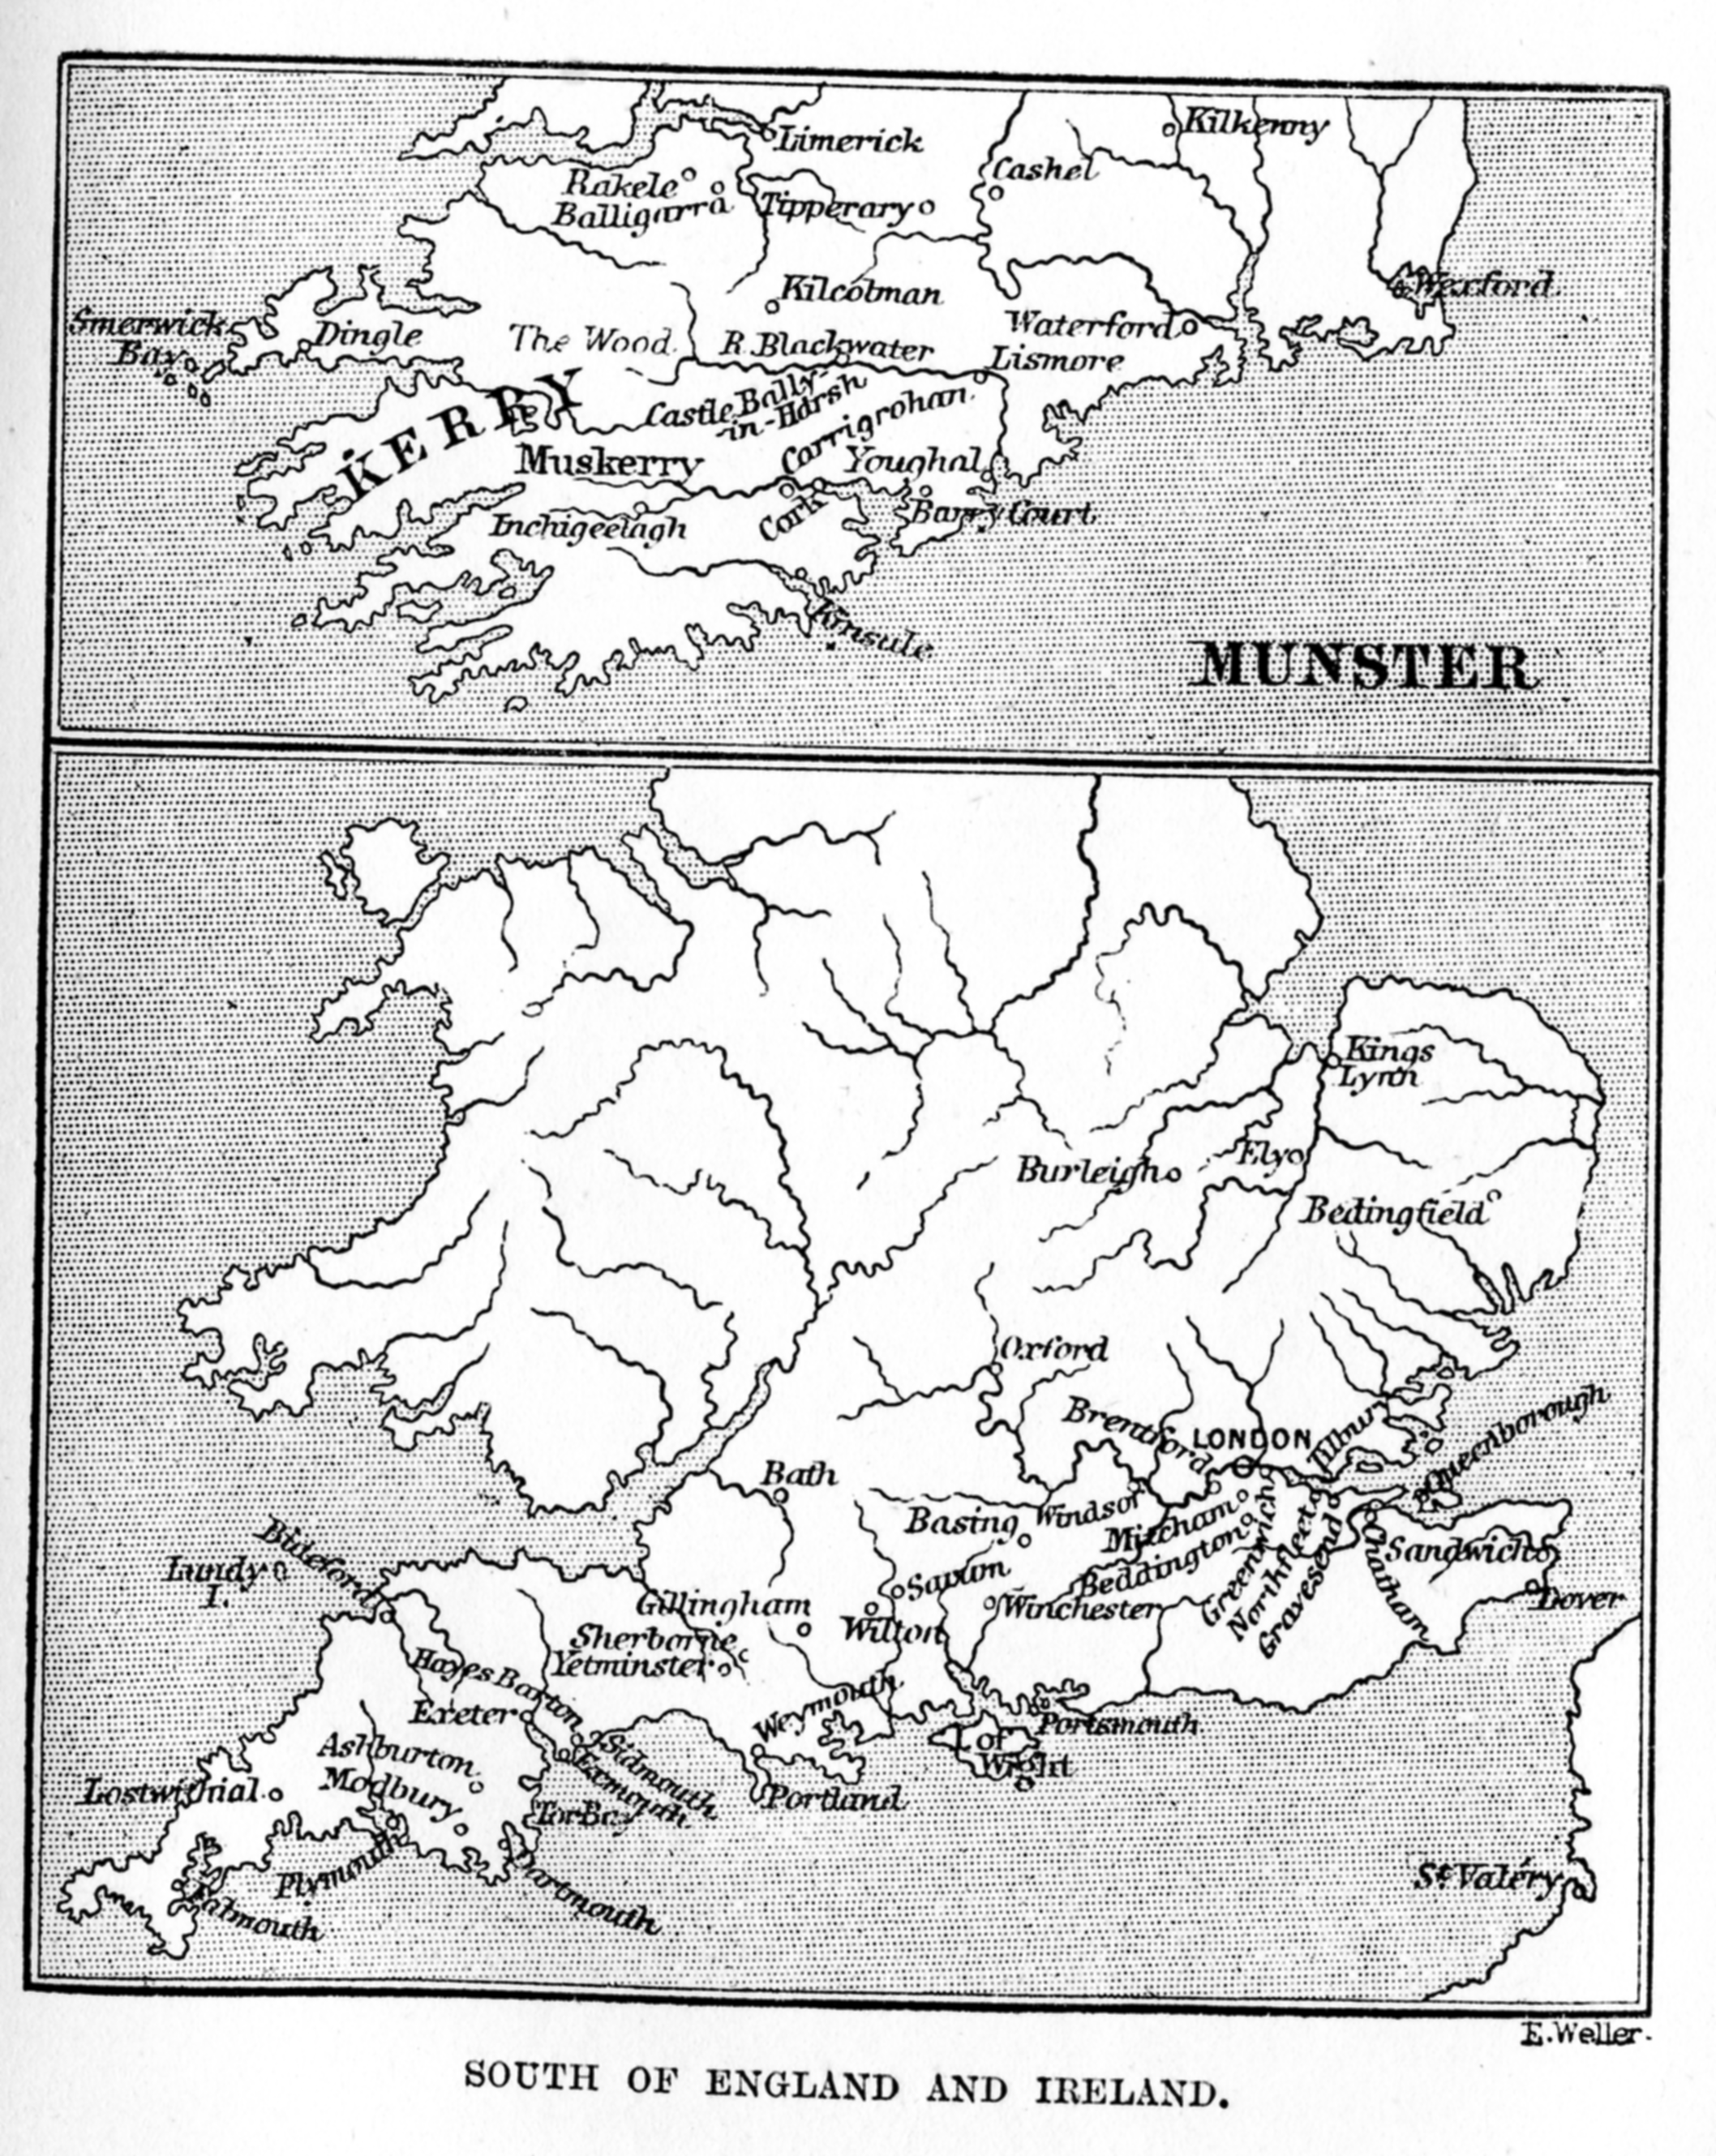 Limerick
Kilkenny
Cashel
Rakele
Balligarra
Tipperary
Kilcolman
Wexford
Smerwick
Bay
Dingle
The Wood
R. Blackwater
Waterford
Lismore
KERRY
Castle Bally-
-in-Harsh
Carrigrohan
Muskerry
Youghal
Inchigeelagh
Cork
Barry Court
Kinsale
MUNSTER
Kings
Lynn
Burleigh
Ely
Bedingfield
Oxford
Brentford
LONDON
Tilbury
Queenborough
Bath
Basing
Windsor
Mitcham
Beddington
Greenwich
Northfleet
Gravesend
Chatham
Sandwich
Dover
Bideford
Lundy
I.
Savion
Gillingham
Wilton
Winchester
Sherborne
Yetminster
Hayes Barton
Exeter
Weymouth
Portsmouth
I. of
Wight
Ashburton
Sidmouth
Exmouth
Modbury
Lostwithial
Tor Bay
Portland
Plymouth
Dartmouth
Falmouth
St. Valéry
E. Weller.
SOUTH OF ENGLAND AND IRELAND.